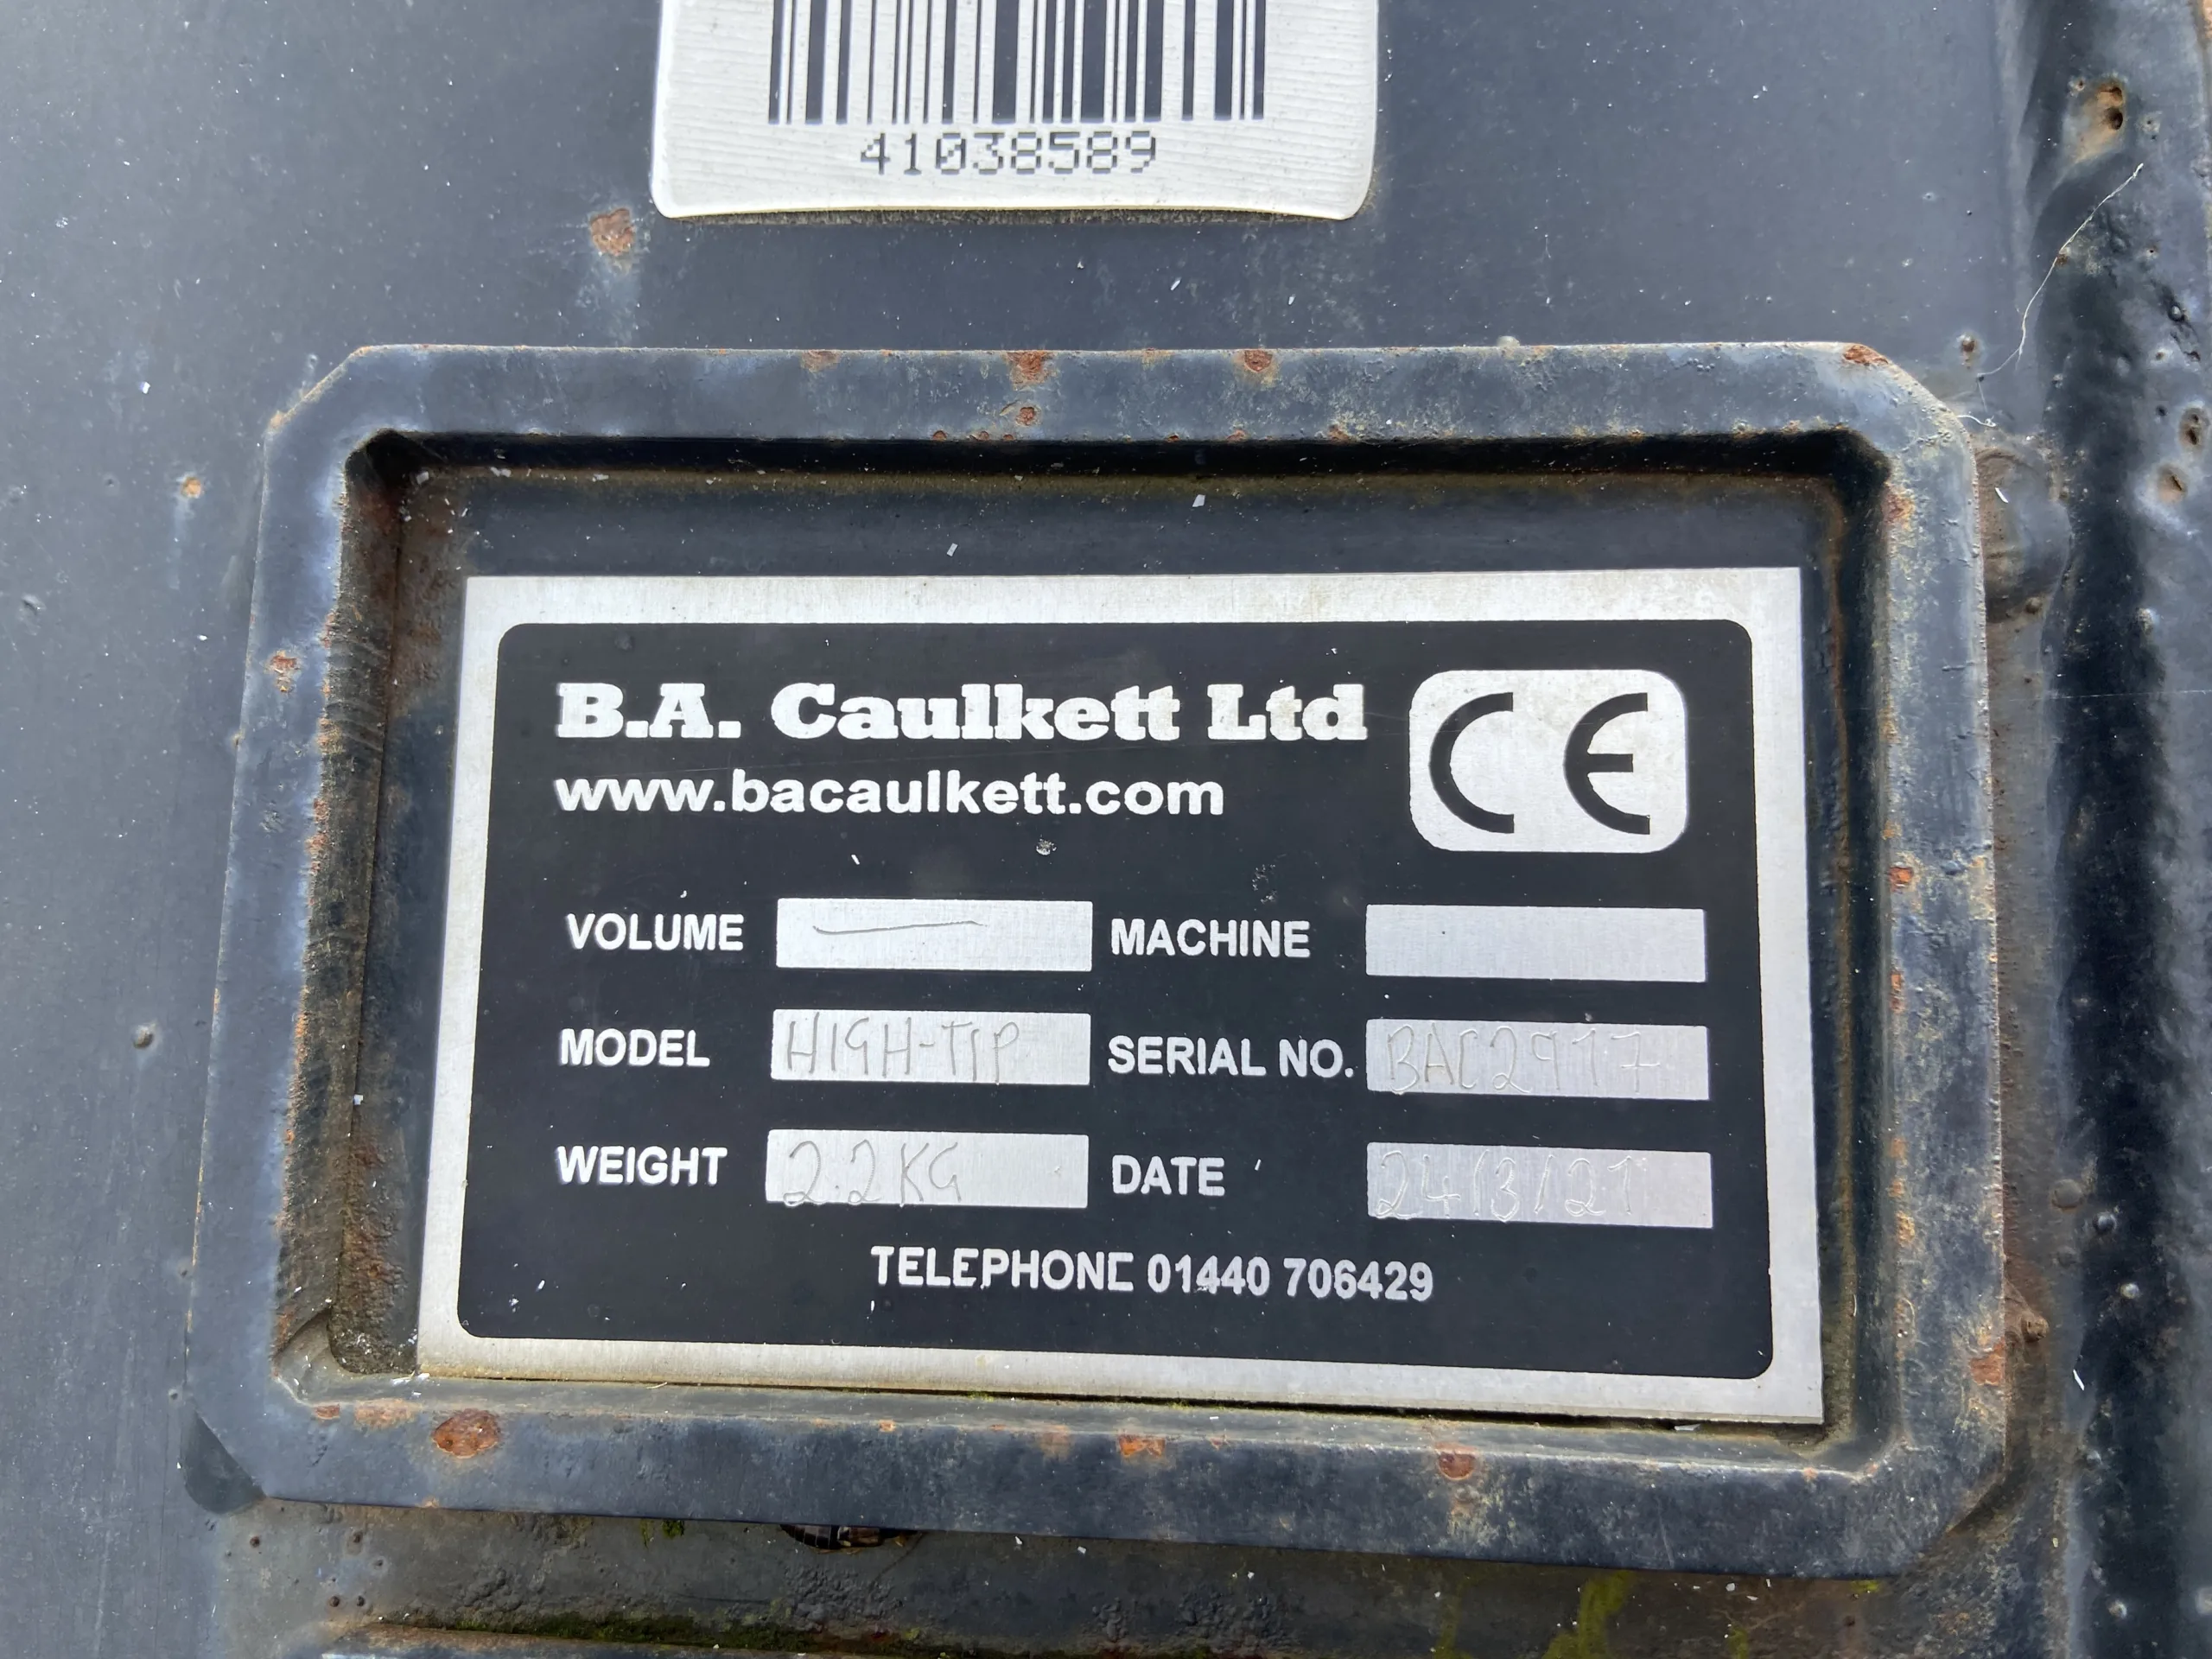 41038589
B.A. Caulkett Ltd
www.bacaulkett.com
CE
VOLUME — MACHINE
MODEL HIGH-TIP SERIAL NO. BAC2977
WEIGHT 2.2KG DATE 24/3/21
TELEPHONE 01440 706429